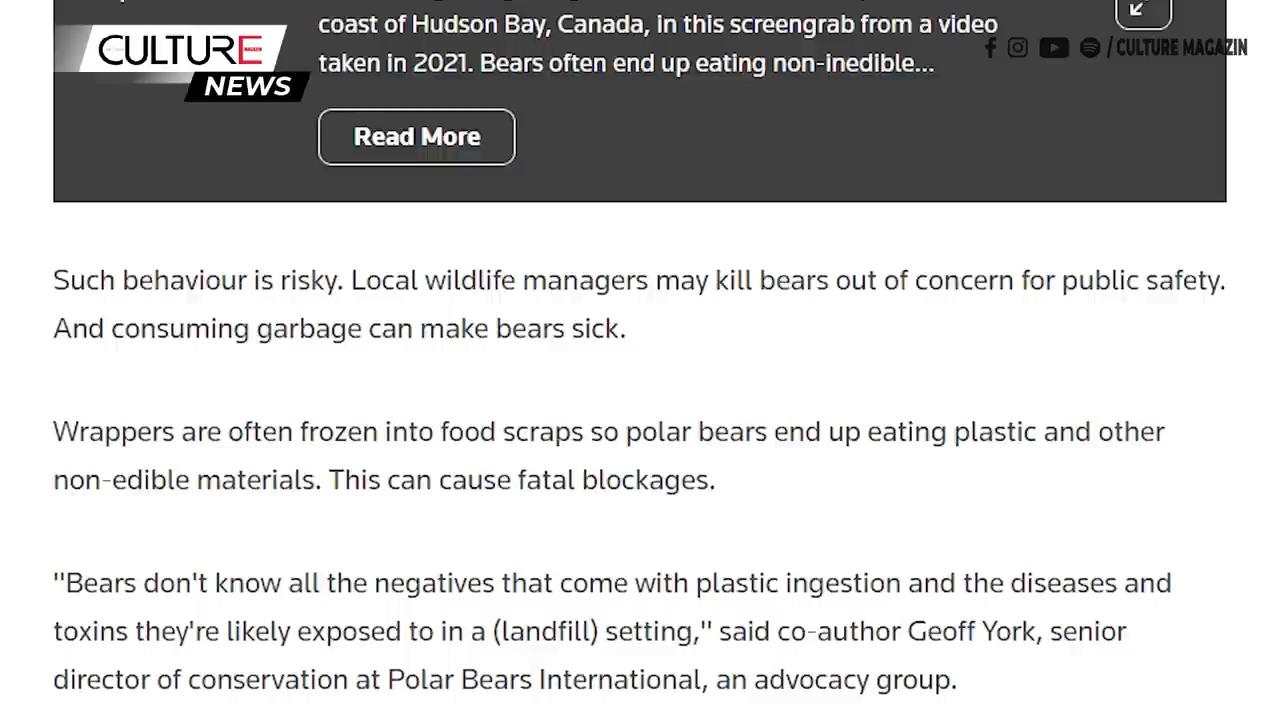 coast of Hudson Bay, Canada, in this screengrab from a video
taken in 2021. Bears often end up eating non-inedible...
CULTURE
NEWS
/ CULTURE MAGAZIN
Read More
Such behaviour is risky. Local wildlife managers may kill bears out of concern for public safety.
And consuming garbage can make bears sick.
Wrappers are often frozen into food scraps so polar bears end up eating plastic and other
non-edible materials. This can cause fatal blockages.
"Bears don't know all the negatives that come with plastic ingestion and the diseases and
toxins they're likely exposed to in a (landfill) setting," said co-author Geoff York, senior
director of conservation at Polar Bears International, an advocacy group.